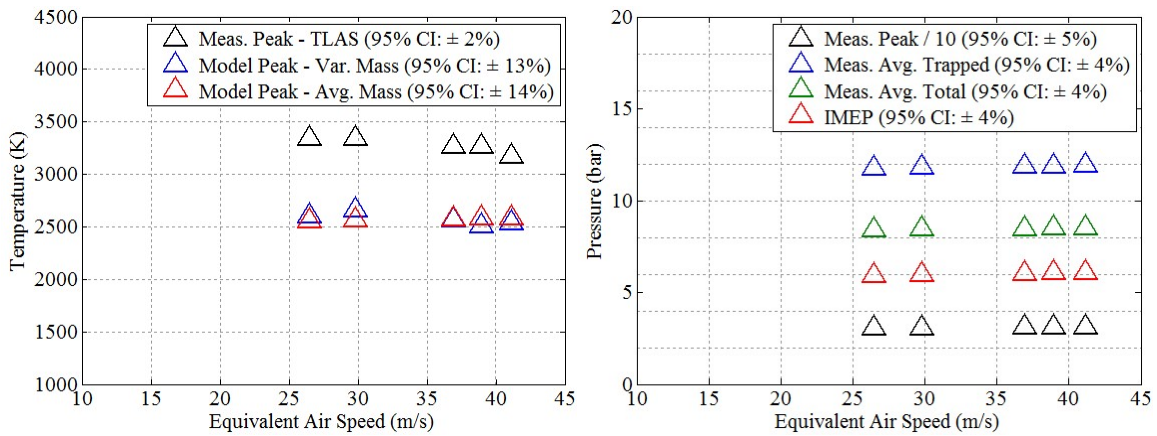 4500
4000
3500
3000
2500
2000
1500
1000
Temperature (K)
Meas. Peak - TLAS (95% CI: ± 2%)
Model Peak - Var. Mass (95% CI: ± 13%)
Model Peak - Avg. Mass (95% CI: ± 14%)
10 15 20 25 30 35 40 45
Equivalent Air Speed (m/s)
20
15
10
5
0
Pressure (bar)
Meas. Peak / 10 (95% CI: ± 5%)
Meas. Avg. Trapped (95% CI: ± 4%)
Meas. Avg. Total (95% CI: ± 4%)
IMEP (95% CI: ± 4%)
10 15 20 25 30 35 40 45
Equivalent Air Speed (m/s)